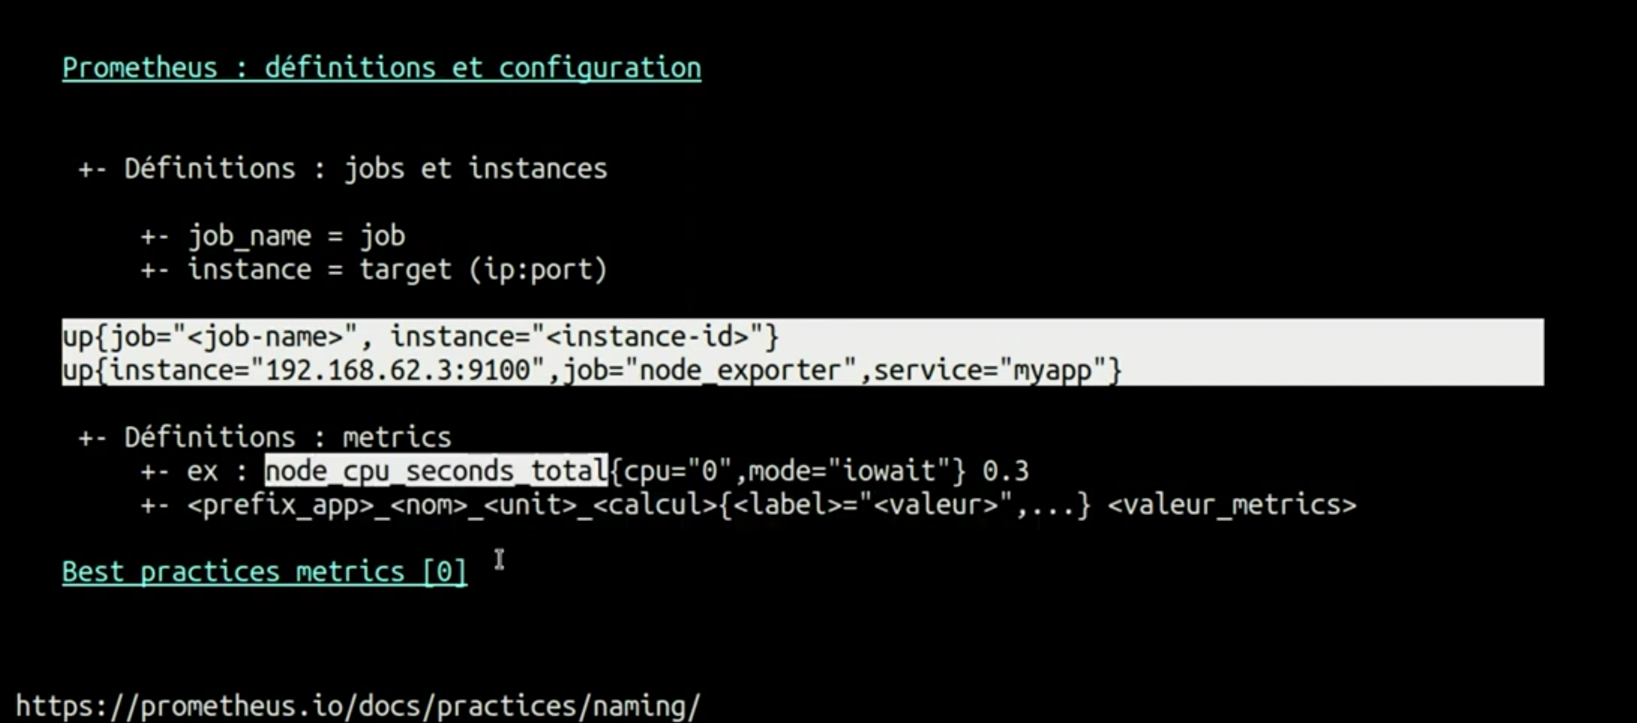 Prometheus : définitions et configuration
+- Définitions : jobs et instances
+- job_name = job
+- instance = target (ip:port)
up{job="<job-name>", instance="<instance-id>"}
up{instance="192.168.62.3:9100",job="node_exporter",service="myapp"}
+- Définitions : metrics
+- ex : node_cpu_seconds_total{cpu="0",mode="iowait"} 0.3
+- <prefix_app>_<nom>_<unit>_<calcul>{<label>="<valeur>",...} <valeur_metrics>
Best practices metrics [0]
https://prometheus.io/docs/practices/naming/